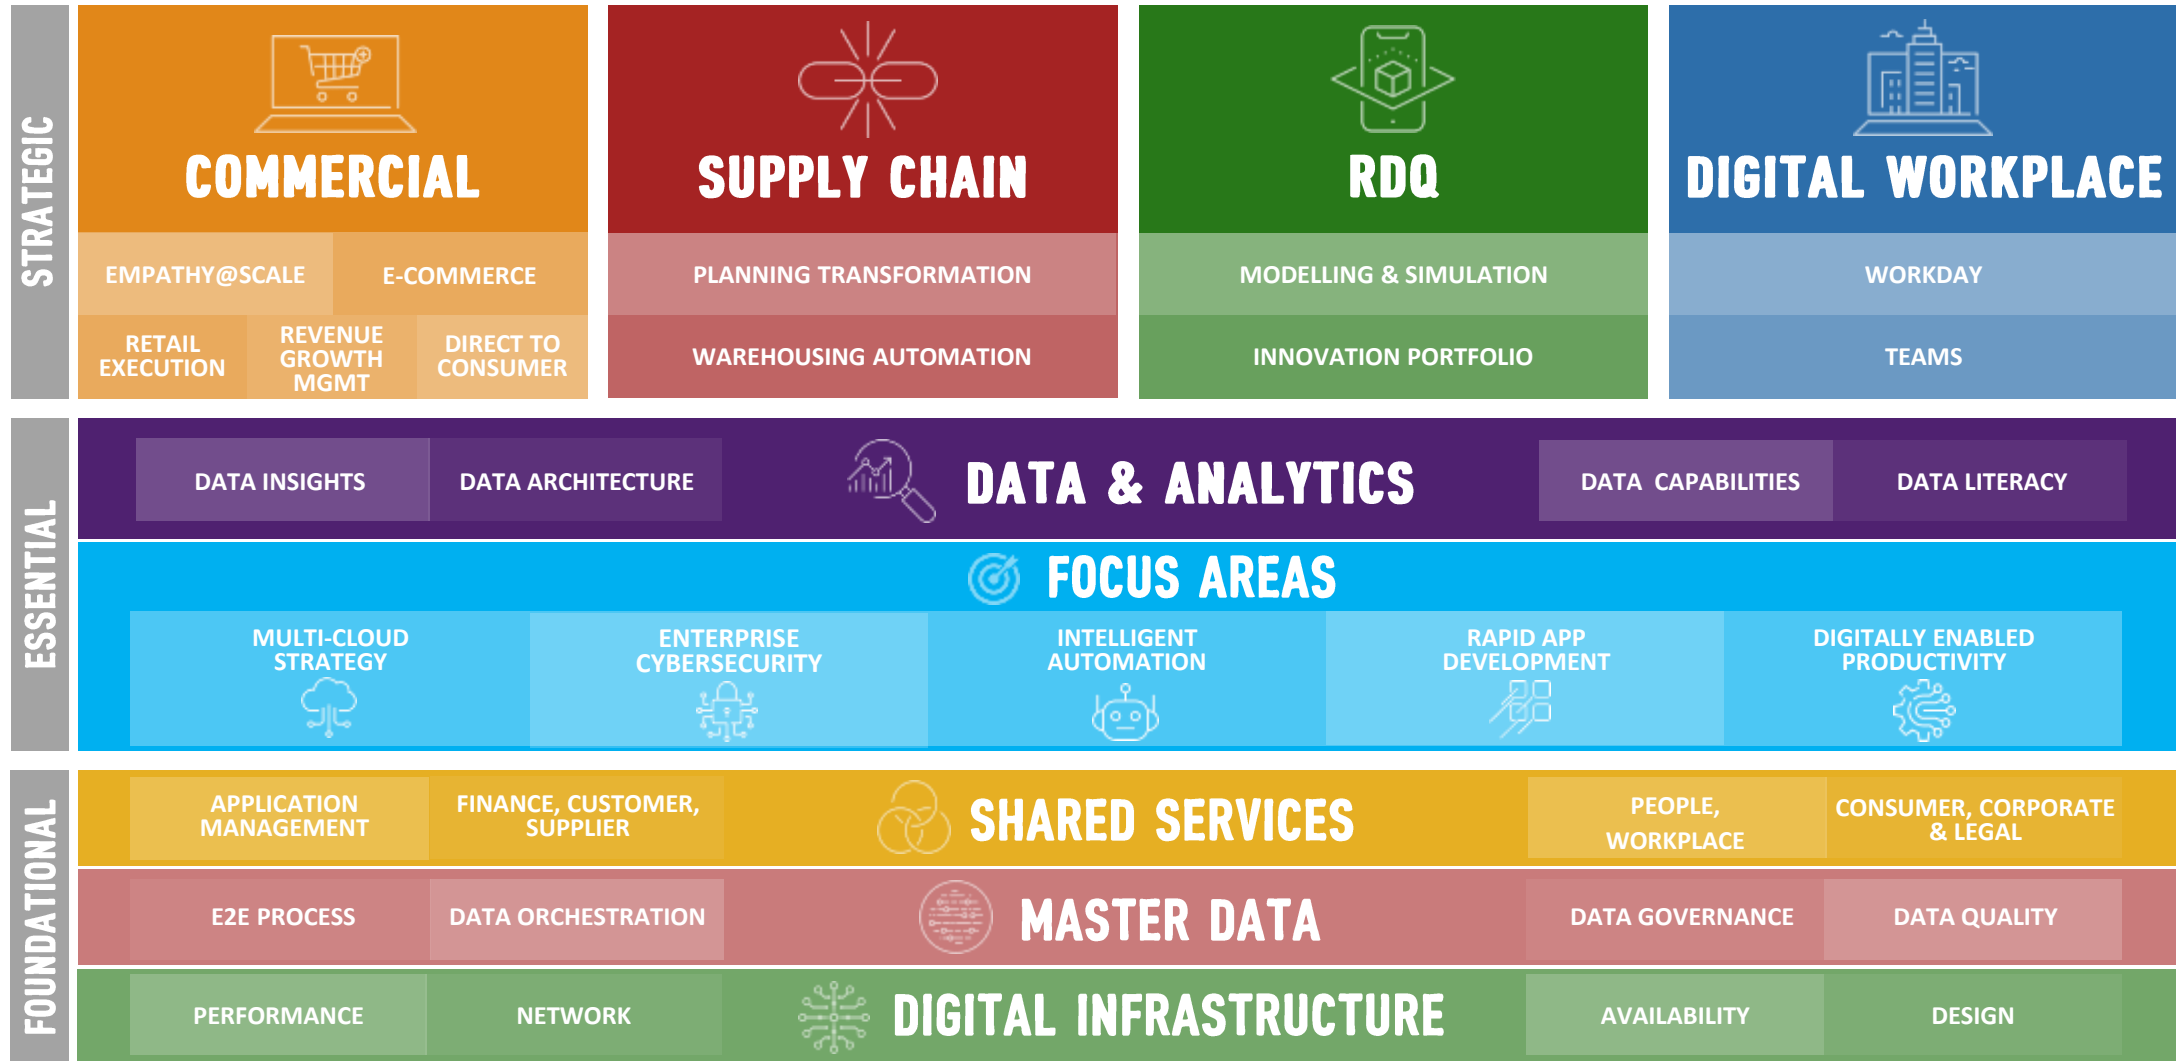 STRATEGIC
COMMERCIAL
EMPATHY@SCALE
E-COMMERCE
RETAIL
EXECUTION
REVENUE
GROWTH
MGMT
DIRECT TO
CONSUMER
SUPPLY CHAIN
PLANNING TRANSFORMATION
WAREHOUSING AUTOMATION
RDQ
MODELLING & SIMULATION
INNOVATION PORTFOLIO
DIGITAL WORKPLACE
WORKDAY
TEAMS
ESSENTIAL
DATA INSIGHTS
DATA ARCHITECTURE
DATA & ANALYTICS
DATA CAPABILITIES
DATA LITERACY
FOCUS AREAS
MULTI-CLOUD
STRATEGY
ENTERPRISE
CYBERSECURITY
INTELLIGENT
AUTOMATION
RAPID APP
DEVELOPMENT
DIGITALLY ENABLED
PRODUCTIVITY
FOUNDATIONAL
APPLICATION
MANAGEMENT
FINANCE, CUSTOMER,
SUPPLIER
SHARED SERVICES
PEOPLE,
WORKPLACE
CONSUMER, CORPORATE
& LEGAL
E2E PROCESS
DATA ORCHESTRATION
MASTER DATA
DATA GOVERNANCE
DATA QUALITY
PERFORMANCE
NETWORK
DIGITAL INFRASTRUCTURE
AVAILABILITY
DESIGN